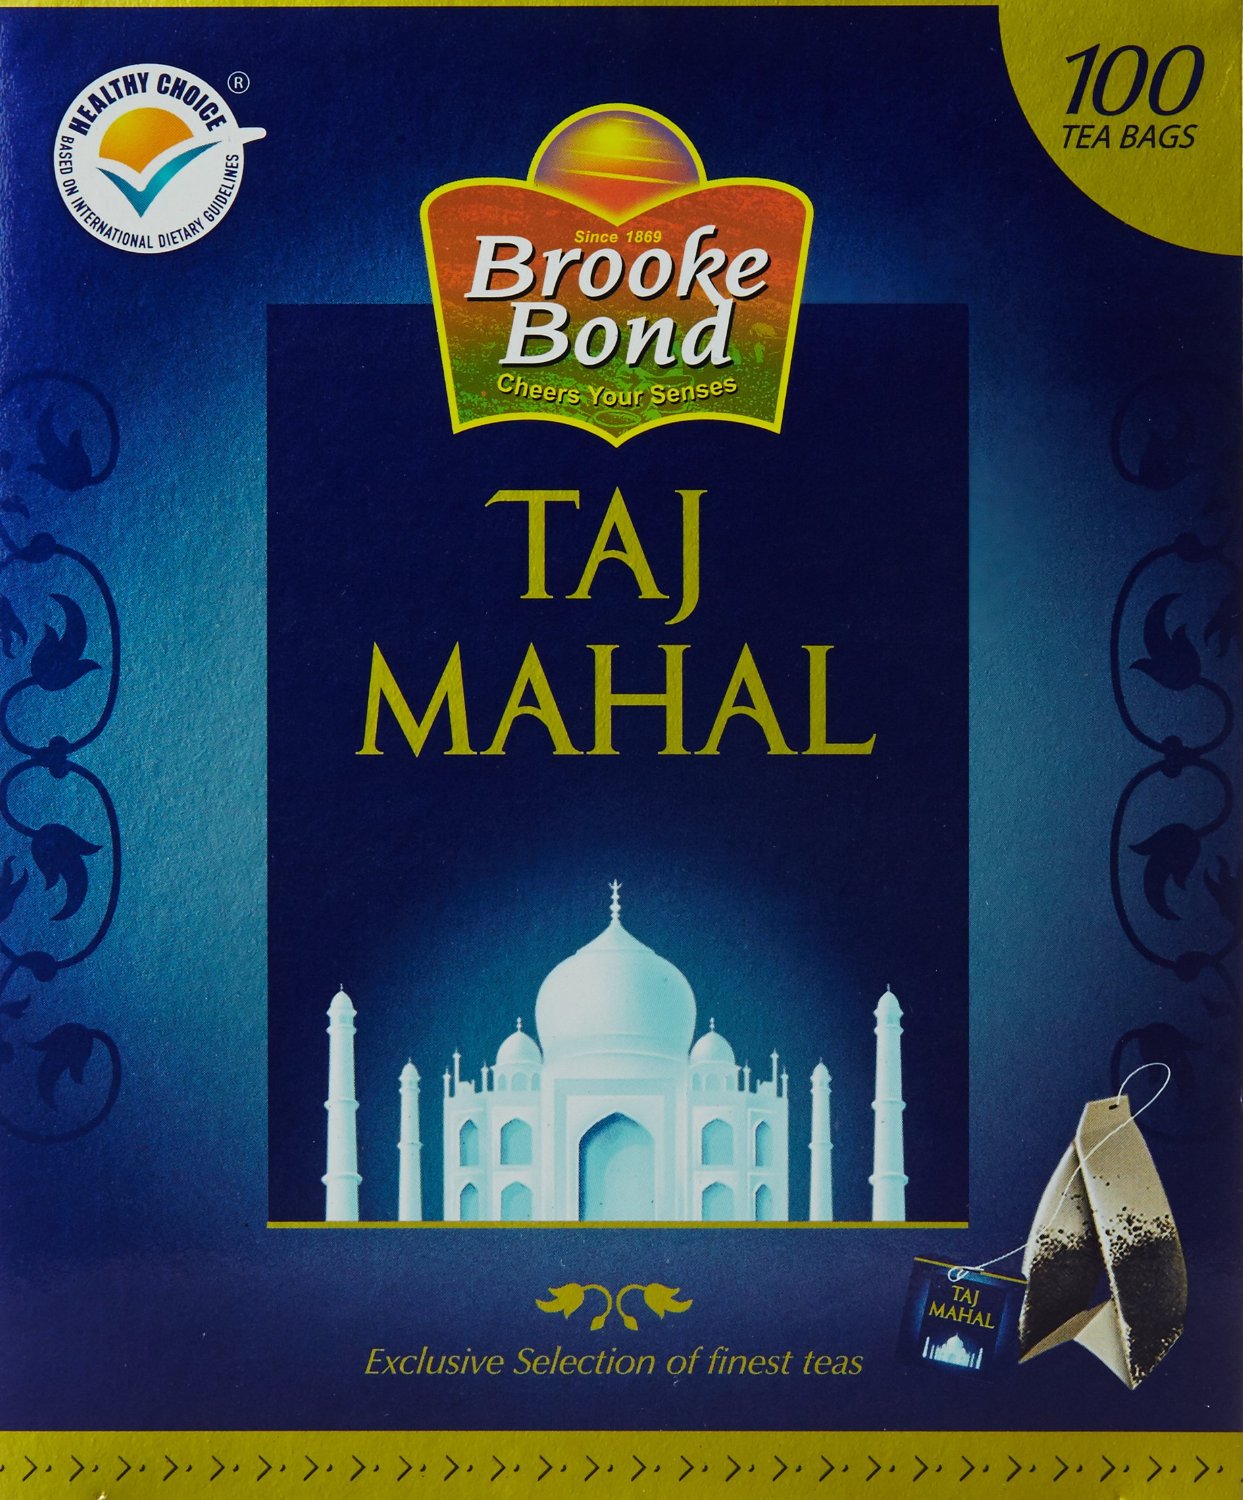 HEALTHY CHOICE ®
BASED ON INTERNATIONAL DIETARY GUIDELINES
100
TEA BAGS
Since 1869
Brooke
Bond
Cheers Your Senses
TAJ
MAHAL
TAJ
MAHAL
Exclusive Selection of finest teas